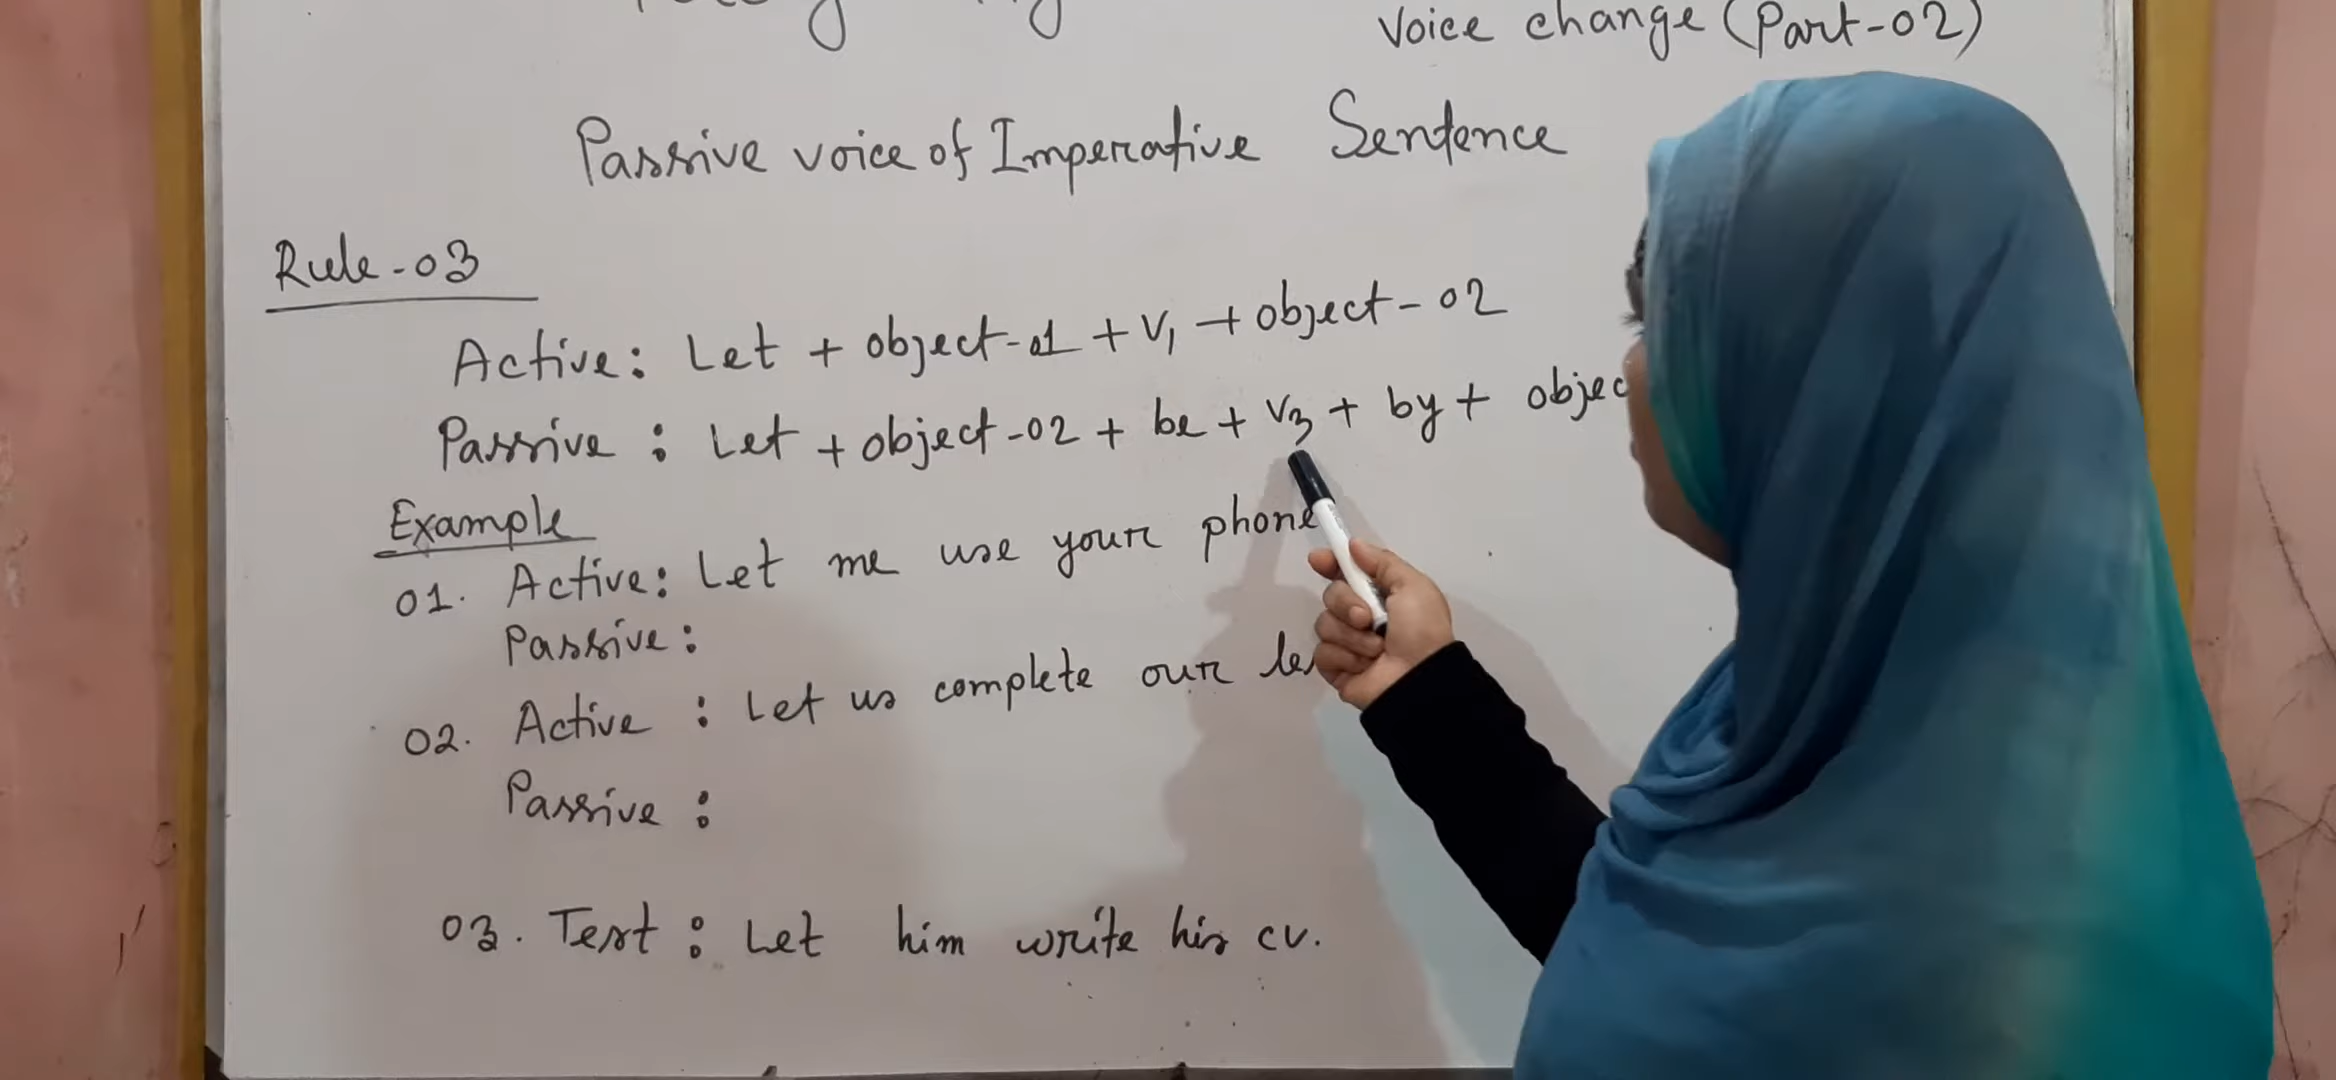 Voice change (Part-02)
Passive voice of Imperative Sentence
Rule-03
Active: Let + object-01 + V1 + object-02
Passive : Let + object-02 + be + V3 + by + objec
Example
01. Active: Let me use your phone
Passive:
02. Active : Let us complete our
Passive :
03. Test : Let him write his cv.